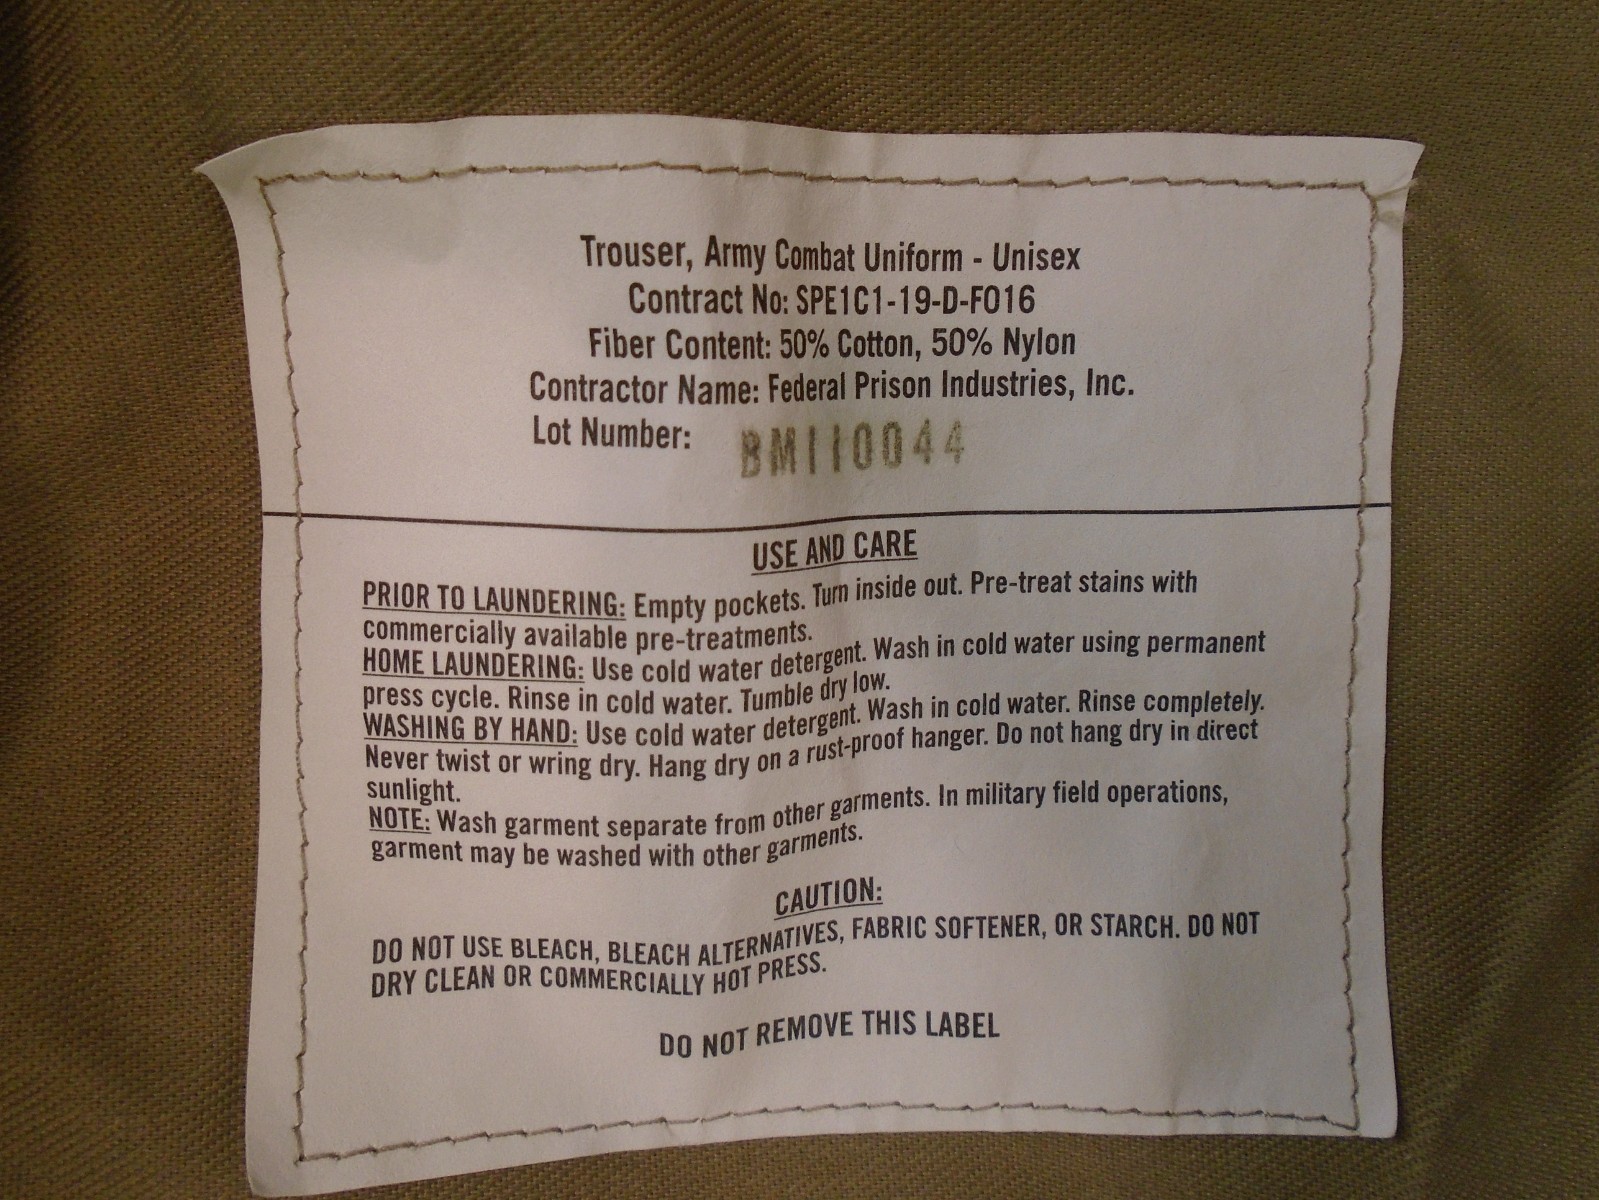 Trouser, Army Combat Uniform - Unisex
Contract No: SPE1C1-19-D-F016
Fiber Content: 50% Cotton, 50% Nylon
Contractor Name: Federal Prison Industries, Inc.
Lot Number: BM110044
USE AND CARE
PRIOR TO LAUNDERING: Empty pockets. Turn inside out. Pre-treat stains with
commercially available pre-treatments.
HOME LAUNDERING: Use cold water detergent. Wash in cold water using permanent
press cycle. Rinse in cold water. Tumble dry low.
WASHING BY HAND: Use cold water detergent. Wash in cold water. Rinse completely.
Never twist or wring dry. Hang dry on a rust-proof hanger. Do not hang dry in direct
sunlight.
NOTE: Wash garment separate from other garments. In military field operations,
garment may be washed with other garments.
CAUTION:
DO NOT USE BLEACH, BLEACH ALTERNATIVES, FABRIC SOFTENER, OR STARCH. DO NOT
DRY CLEAN OR COMMERCIALLY HOT PRESS.
DO NOT REMOVE THIS LABEL